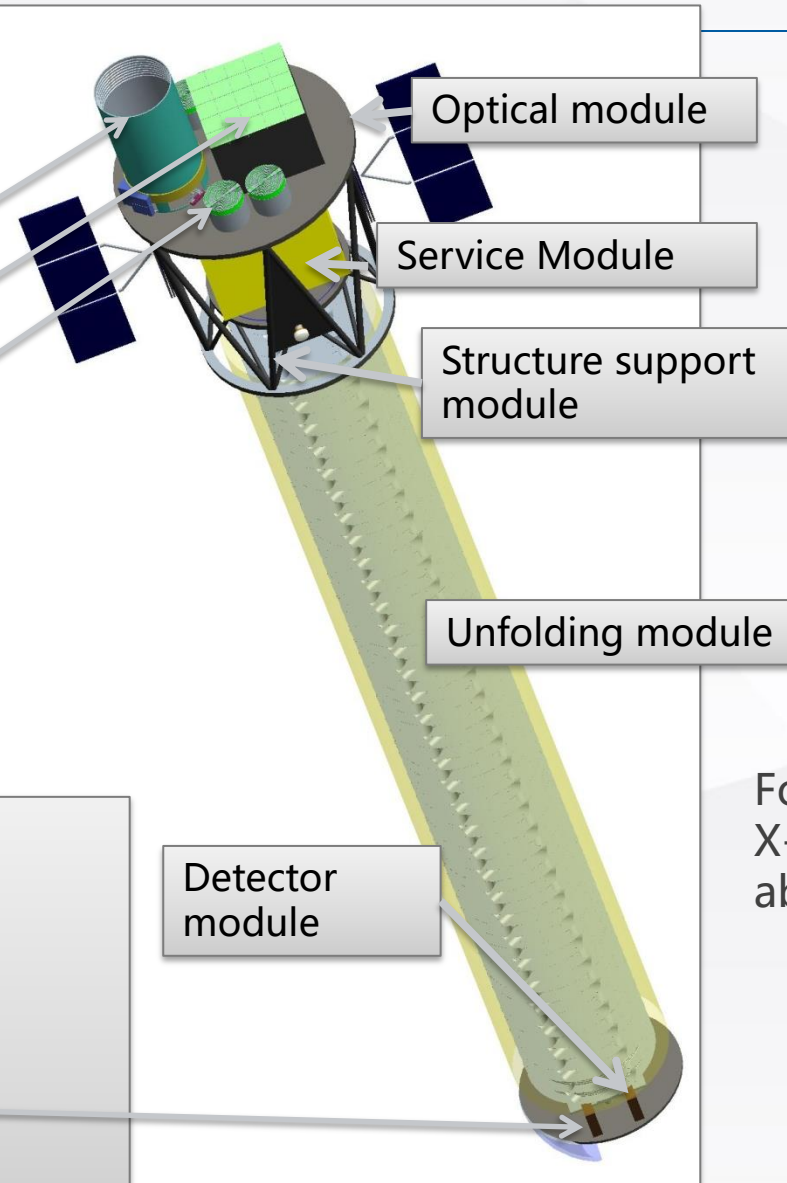 Optical module
Service Module
Structure support
module
Unfolding module
Detector
module